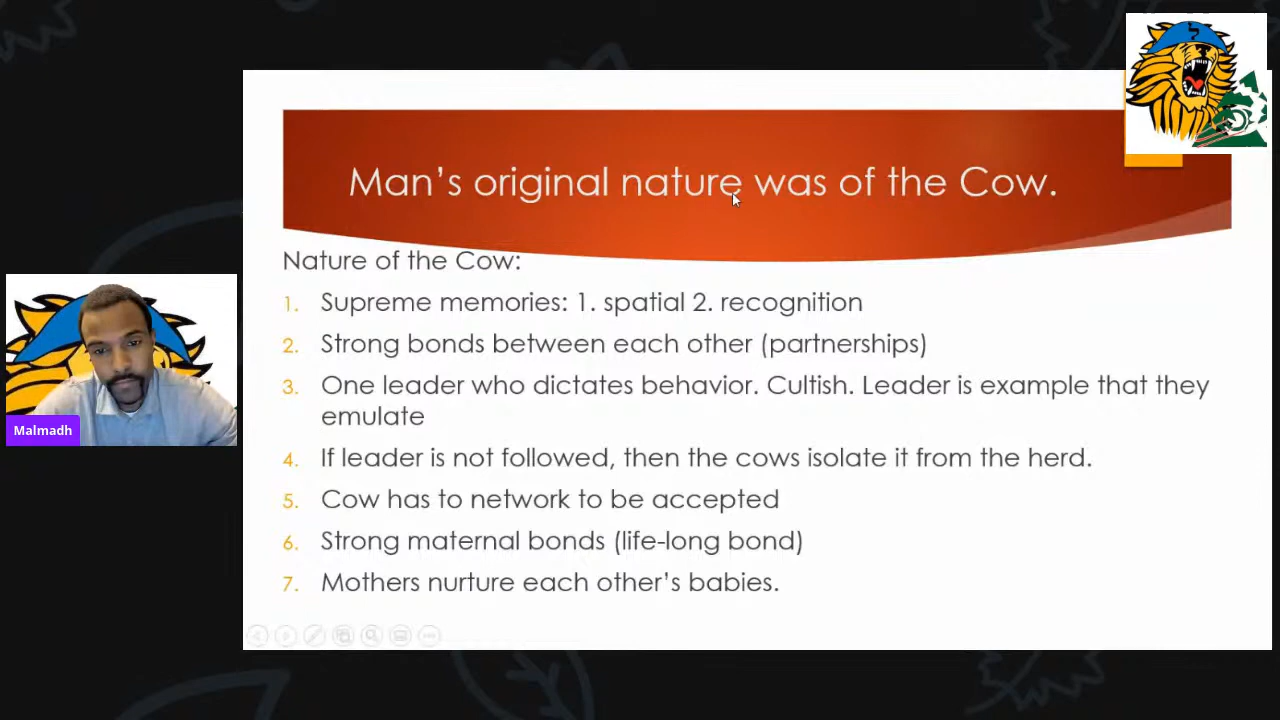 Man's original nature was of the Cow.
Nature of the Cow:
1. Supreme memories: 1. spatial 2. recognition
2. Strong bonds between each other (partnerships)
3. One leader who dictates behavior. Cultish. Leader is example that they
emulate
4. If leader is not followed, then the cows isolate it from the herd.
5. Cow has to network to be accepted
6. Strong maternal bonds (life-long bond)
7. Mothers nurture each other's babies.
Malmadh